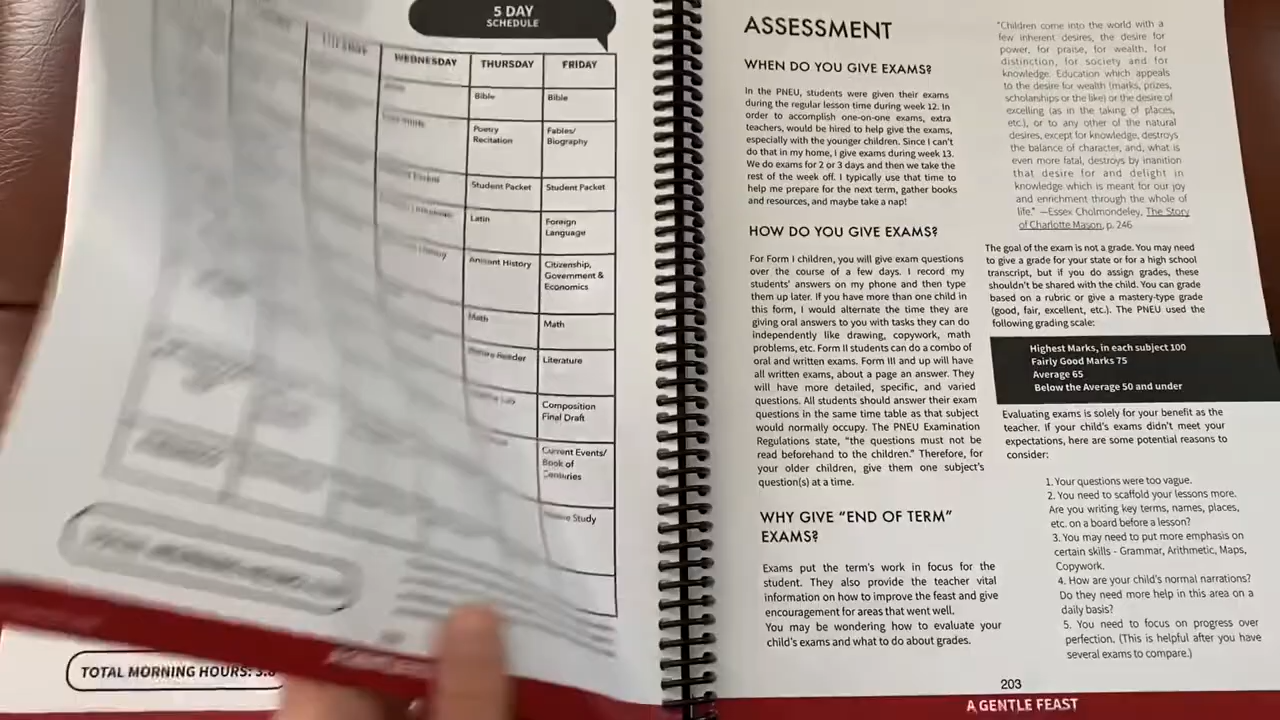 5 DAY
SCHEDULE
WEDNESDAY
THURSDAY
FRIDAY
Bible
Bible
Poetry
Recitation
Fables/
Biography
Student Packet
Student Packet
Latin
Foreign
Language
Ancient History
Citizenship,
Government &
Economics
Math
Math
Reader
Literature
Composition
Final Draft
Current Events/
Book of
Centuries
Study
TOTAL MORNING HOURS:
ASSESSMENT
WHEN DO YOU GIVE EXAMS?
In the PNEU, students were given their exams
during the regular lesson time during week 12. In
order to accomplish one-on-one exams, extra
teachers, would be hired to help give the exams,
especially with the younger children. Since I can't
do that in my home, I give exams during week 13.
We do exams for 2 or 3 days and then we take the
rest of the week off. I typically use that time to
help me prepare for the next term, gather books
and resources, and maybe take a nap!
HOW DO YOU GIVE EXAMS?
For Form I children, you will give exam questions
over the course of a few days. I record my
students' answers on my phone and then type
them up later. If you have more than one child in
this form, I would alternate the time they are
giving oral answers to you with tasks they can do
independently like drawing, copywork, math
problems, etc. Form II students can do a combo of
oral and written exams. Form III and up will have
all written exams, about a page an answer. They
will have more detailed, specific, and varied
questions. All students should answer their exam
questions in the same time table as that subject
would normally occupy. The PNEU Examination
Regulations state, "the questions must not be
read beforehand to the children." Therefore, for
your older children, give them one subject's
question(s) at a time.
WHY GIVE "END OF TERM"
EXAMS?
Exams put the term's work in focus for the
student. They also provide the teacher vital
information on how to improve the feast and give
encouragement for areas that went well.
You may be wondering how to evaluate your
child's exams and what to do about grades.
"Children come into the world with a
few inherent desires, the desire for
power, for praise, for wealth, for
distinction, for society and for
knowledge. Education which appeals
to the desire for wealth (marks, prizes,
scholarships or the like) or the desire of
excelling (as in the taking of places,
etc.), or to any other of the natural
desires, except for knowledge, destroys
the balance of character, and, what is
even more fatal, destroys by inanition
that desire for and delight in
knowledge which is meant for our joy
and enrichment through the whole of
life." —Essex Cholmondeley, The Story
of Charlotte Mason, p. 246
The goal of the exam is not a grade. You may need
to give a grade for your state or for a high school
transcript, but if you do assign grades, these
shouldn't be shared with the child. You can grade
based on a rubric or give a mastery-type grade
(good, fair, excellent, etc.). The PNEU used the
following grading scale:
Highest Marks, in each subject 100
Fairly Good Marks 75
Average 65
Below the Average 50 and under
Evaluating exams is solely for your benefit as the
teacher. If your child's exams didn't meet your
expectations, here are some potential reasons to
consider:
1. Your questions were too vague.
2. You need to scaffold your lessons more.
Are you writing key terms, names, places,
etc. on a board before a lesson?
3. You may need to put more emphasis on
certain skills - Grammar, Arithmetic, Maps,
Copywork.
4. How are your child's normal narrations?
Do they need more help in this area on a
daily basis?
5. You need to focus on progress over
perfection. (This is helpful after you have
several exams to compare.)
203
A GENTLE FEAST